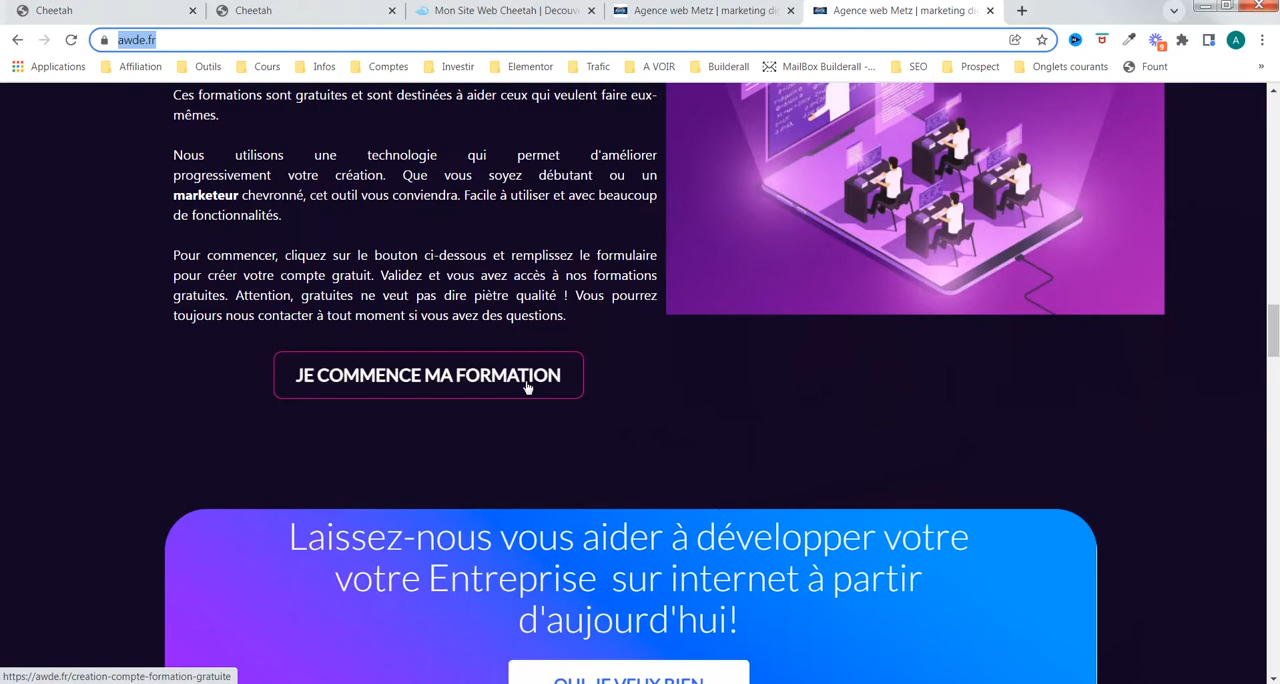 Cheetah
Cheetah
Mon Site Web Cheetah | Decouv
Agence web Metz | marketing di
Agence web Metz | marketing di
awde.fr
A
Applications
Affiliation
Outils
Cours
Infos
Comptes
Investir
Elementor
Trafic
A VOIR
Builderall
MailBox Builderall -...
SEO
Prospect
Onglets courants
Fount
»
Ces formations sont gratuites et sont destinées à aider ceux qui veulent faire eux-
mêmes.
Nous utilisons une technologie qui permet d'améliorer
progressivement votre création. Que vous soyez débutant ou un
marketeur chevronné, cet outil vous conviendra. Facile à utiliser et avec beaucoup
de fonctionnalités.
Pour commencer, cliquez sur le bouton ci-dessous et remplissez le formulaire
pour créer votre compte gratuit. Validez et vous avez accès à nos formations
gratuites. Attention, gratuites ne veut pas dire piètre qualité ! Vous pourrez
toujours nous contacter à tout moment si vous avez des questions.
JE COMMENCE MA FORMATION
Laissez-nous vous aider à développer votre
votre Entreprise sur internet à partir
d'aujourd'hui!
OUI, JE VEUX BIEN
https://awde.fr/creation-compte-formation-gratuite